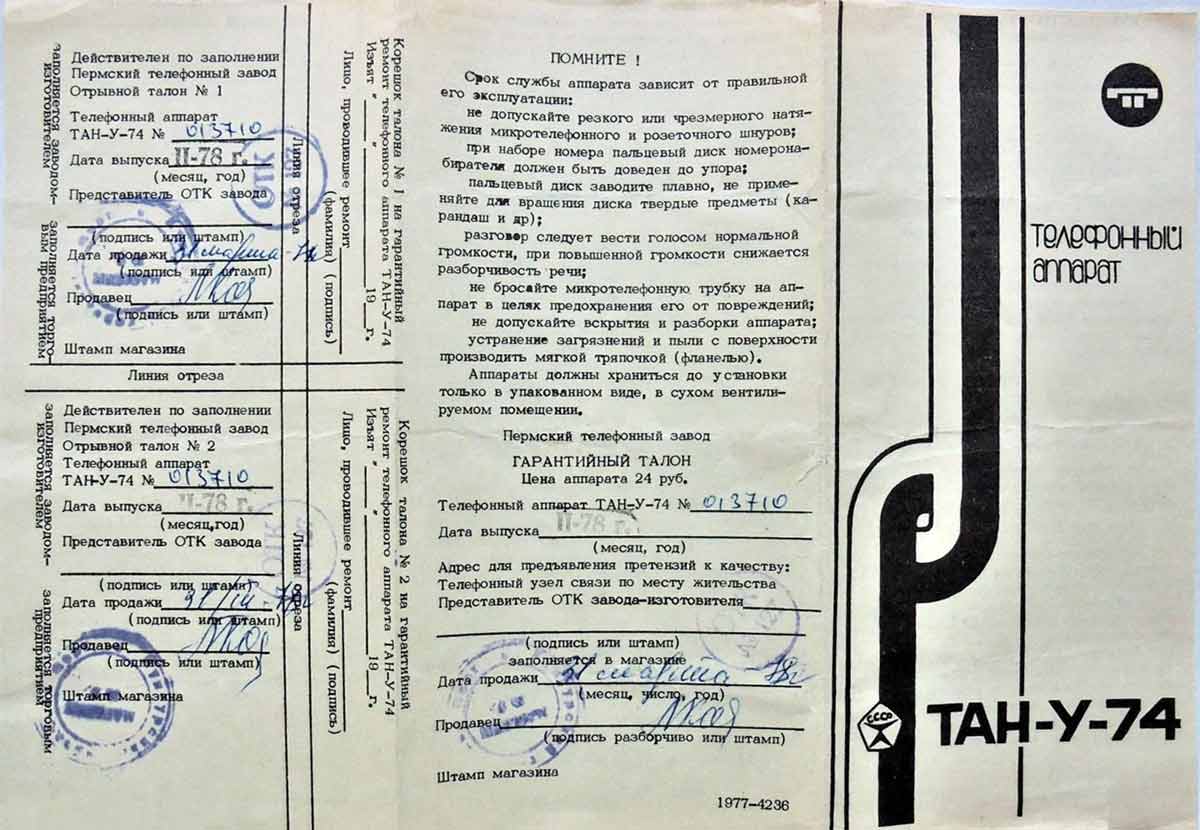 Действителен по заполнении
Пермский телефонный завод
Отрывной талон № 1
Телефонный аппарат
ТАН-У-74 № 013710
Дата выпуска II-78 г.
(месяц, год)
Представитель ОТК завода
(подпись или штамп)
Дата продажи 31 марта-78
(подпись или штамп)
Продавец
(подпись или штамп)
Штамп магазина
заполняется заводом-
изготовителем
заполняется торго-
вым предприятием
ОТК
Линия отреза
Линия отреза
Корешок талона № 1 на гарантийный
ремонт телефонного аппарата ТАН-У-74
Изъят " " 19 г.
Лицо, проводившее ремонт
(фамилия) (подпись)
Действителен по заполнении
Пермский телефонный завод
Отрывной талон № 2
Телефонный аппарат
ТАН-У-74 № 013710
Дата выпуска II-78 г.
(месяц,год)
Представитель ОТК завода
(подпись или штамп)
Дата продажи 31/III-78
(подпись или штамп)
Продавец
(подпись или штамп)
Штамп магазина
заполняется заводом-
изготовителем
заполняется торговым
предприятием
ОТК
Линия отреза
Корешок талона № 2 на гарантийный
ремонт телефонного аппарата ТАН-У-74
Изъят " " 19 г.
Лицо, проводившее ремонт
(фамилия) (подпись)
ПОМНИТЕ !
Срок службы аппарата зависит от правильной
его эксплуатации:
не допускайте резкого или чрезмерного натя-
жения микротелефонного и розеточного шнуров;
при наборе номера пальцевый диск номерона-
бирателя должен быть доведен до упора;
пальцевый диск заводите плавно, не приме-
няйте для вращения диска твердые предметы (ка-
рандаш и др);
разговор следует вести голосом нормальной
громкости, при повышенной громкости снижается
разборчивость речи;
не бросайте микротелефонную трубку на ап-
парат в целях предохранения его от повреждений;
не допускайте вскрытия и разборки аппарата;
устранение загрязнений и пыли с поверхности
производить мягкой тряпочкой (фланелью).
Аппараты должны храниться до установки
только в упакованном виде, в сухом вентили-
руемом помещении.
Пермский телефонный завод
ГАРАНТИЙНЫЙ ТАЛОН
Цена аппарата 24 руб.
Телефонный аппарат ТАН-У-74 № 013710
Дата выпуска II-78 г.
(месяц, год)
Адрес для предъявления претензий к качеству:
Телефонный узел связи по месту жительства
Представитель ОТК завода-изготовителя
(подпись или штамп)
заполняется в магазине
Дата продажи 31 марта-78г
(месяц, число, год)
Продавец
(подпись разборчиво или штамп)
Штамп магазина
1977-4236
ТЕЛЕФОННЫЙ
аппарат
СССР
ТАН-У-74